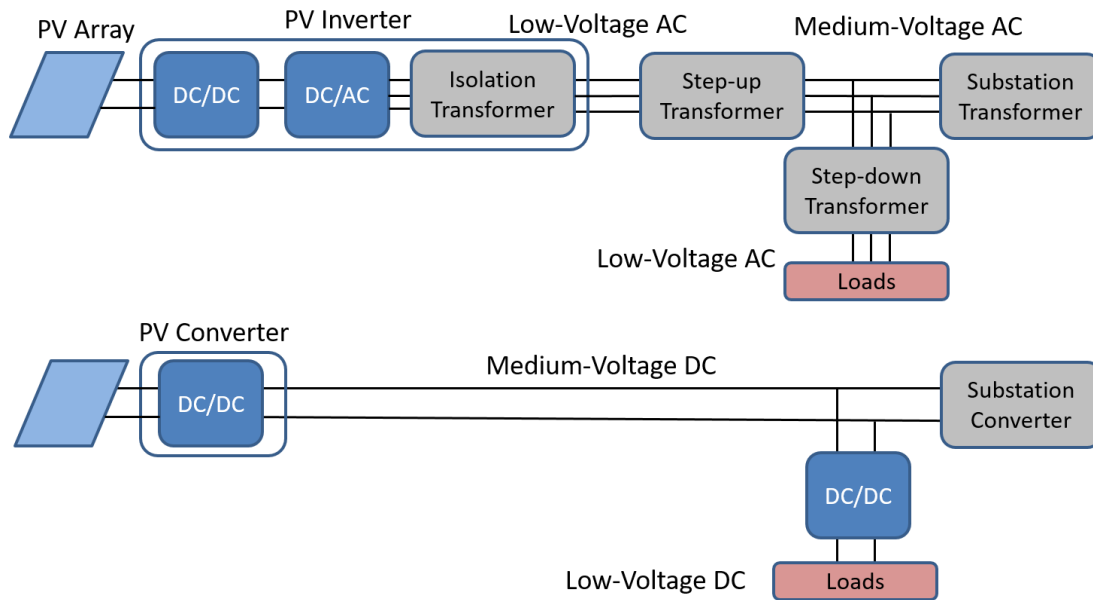 PV Array
PV Inverter
Low-Voltage AC
Medium-Voltage AC
DC/DC
DC/AC
Isolation
Transformer
Step-up
Transformer
Substation
Transformer
Step-down
Transformer
Low-Voltage AC
Loads
PV Converter
Medium-Voltage DC
DC/DC
Substation
Converter
DC/DC
Low-Voltage DC
Loads